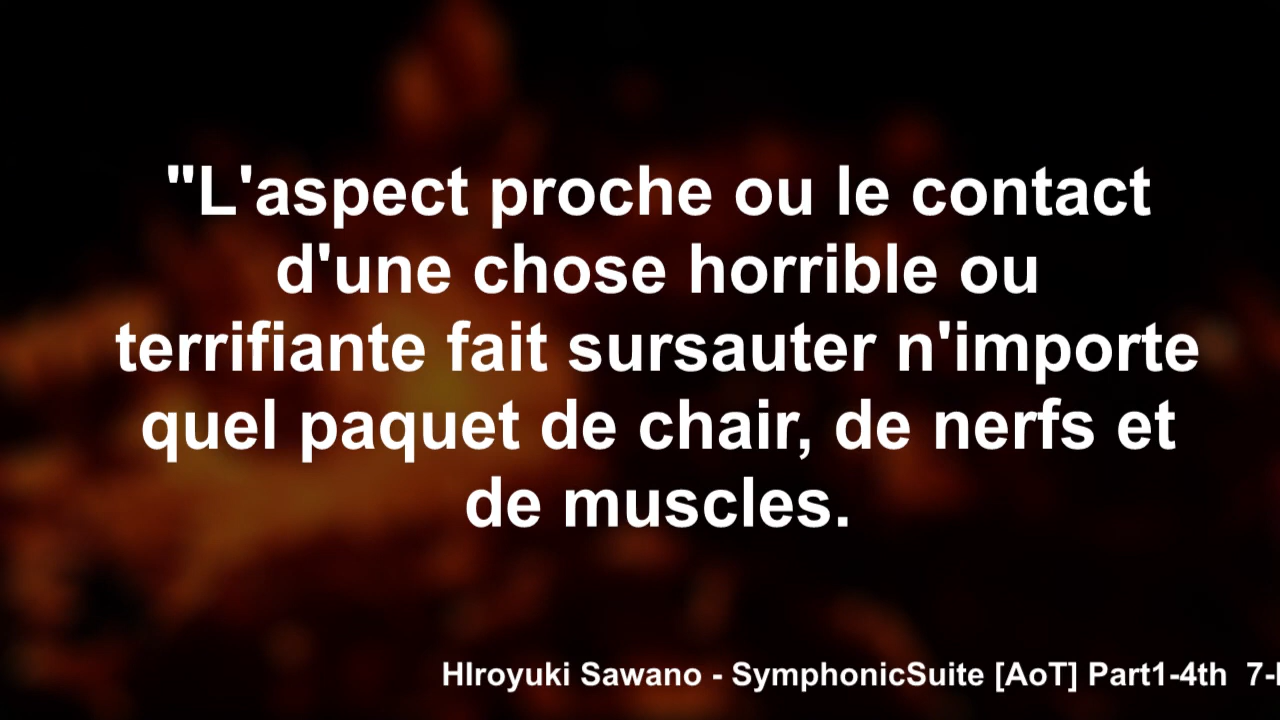 "L'aspect proche ou le contact
d'une chose horrible ou
terrifiante fait sursauter n'importe
quel paquet de chair, de nerfs et
de muscles.
HIroyuki Sawano - SymphonicSuite [AoT] Part1-4th 7-